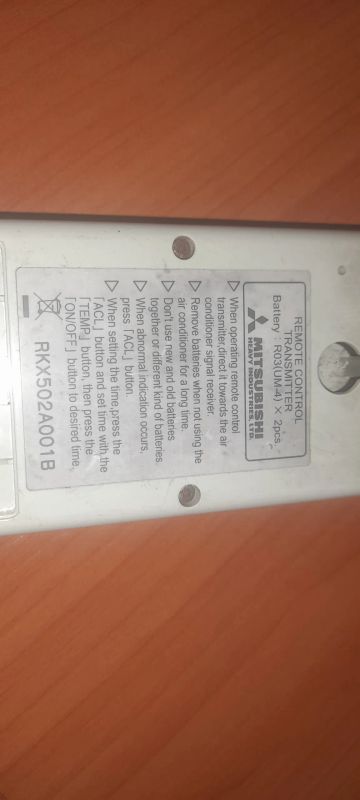 REMOTE CONTROL
TRANSMITTER
Battery : R03(UM-4) × 2pcs.
MITSUBISHI
HEAVY INDUSTRIES, LTD.
▷ When operating remote control
transmitter,direct it towards the air
conditioner signal receiver.
▷ Remove batteries when not using the
air conditioner for a long time.
▷ Don't use new and old batteries
together or different kind of batteries.
▷ When abnormal indication occurs,
press「ACL」button.
▷ When setting the time,press the
「ACL」button and set time with the
「TEMP」button, then press the
「ON/OFF」button to desired time.
RKX502A001B